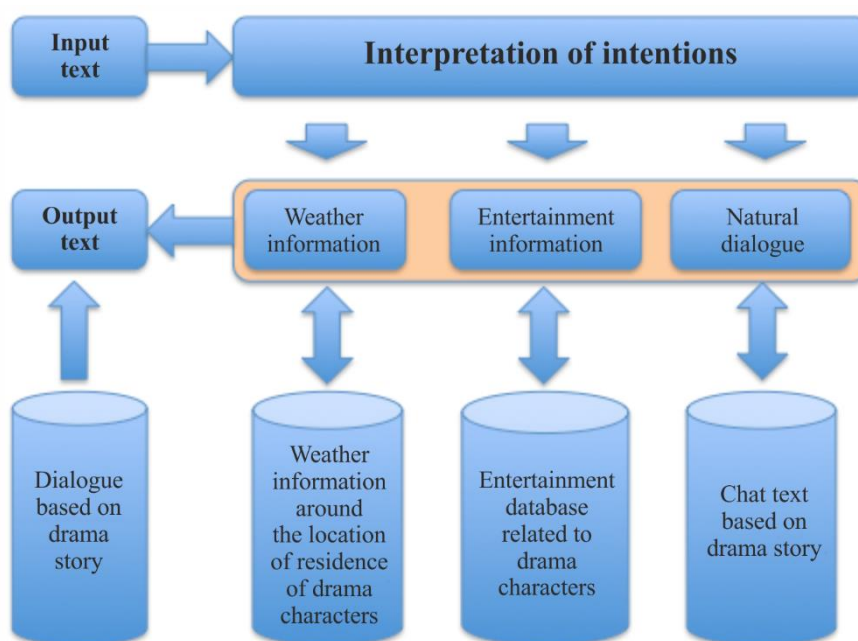 Input
text
Interpretation of intentions
Output
text
Weather
information
Entertainment
information
Natural
dialogue
Dialogue
based on
drama
story
Weather
information
around
the location
of residence
of drama
characters
Entertainment
database
related to
drama
characters
Chat text
based on
drama story